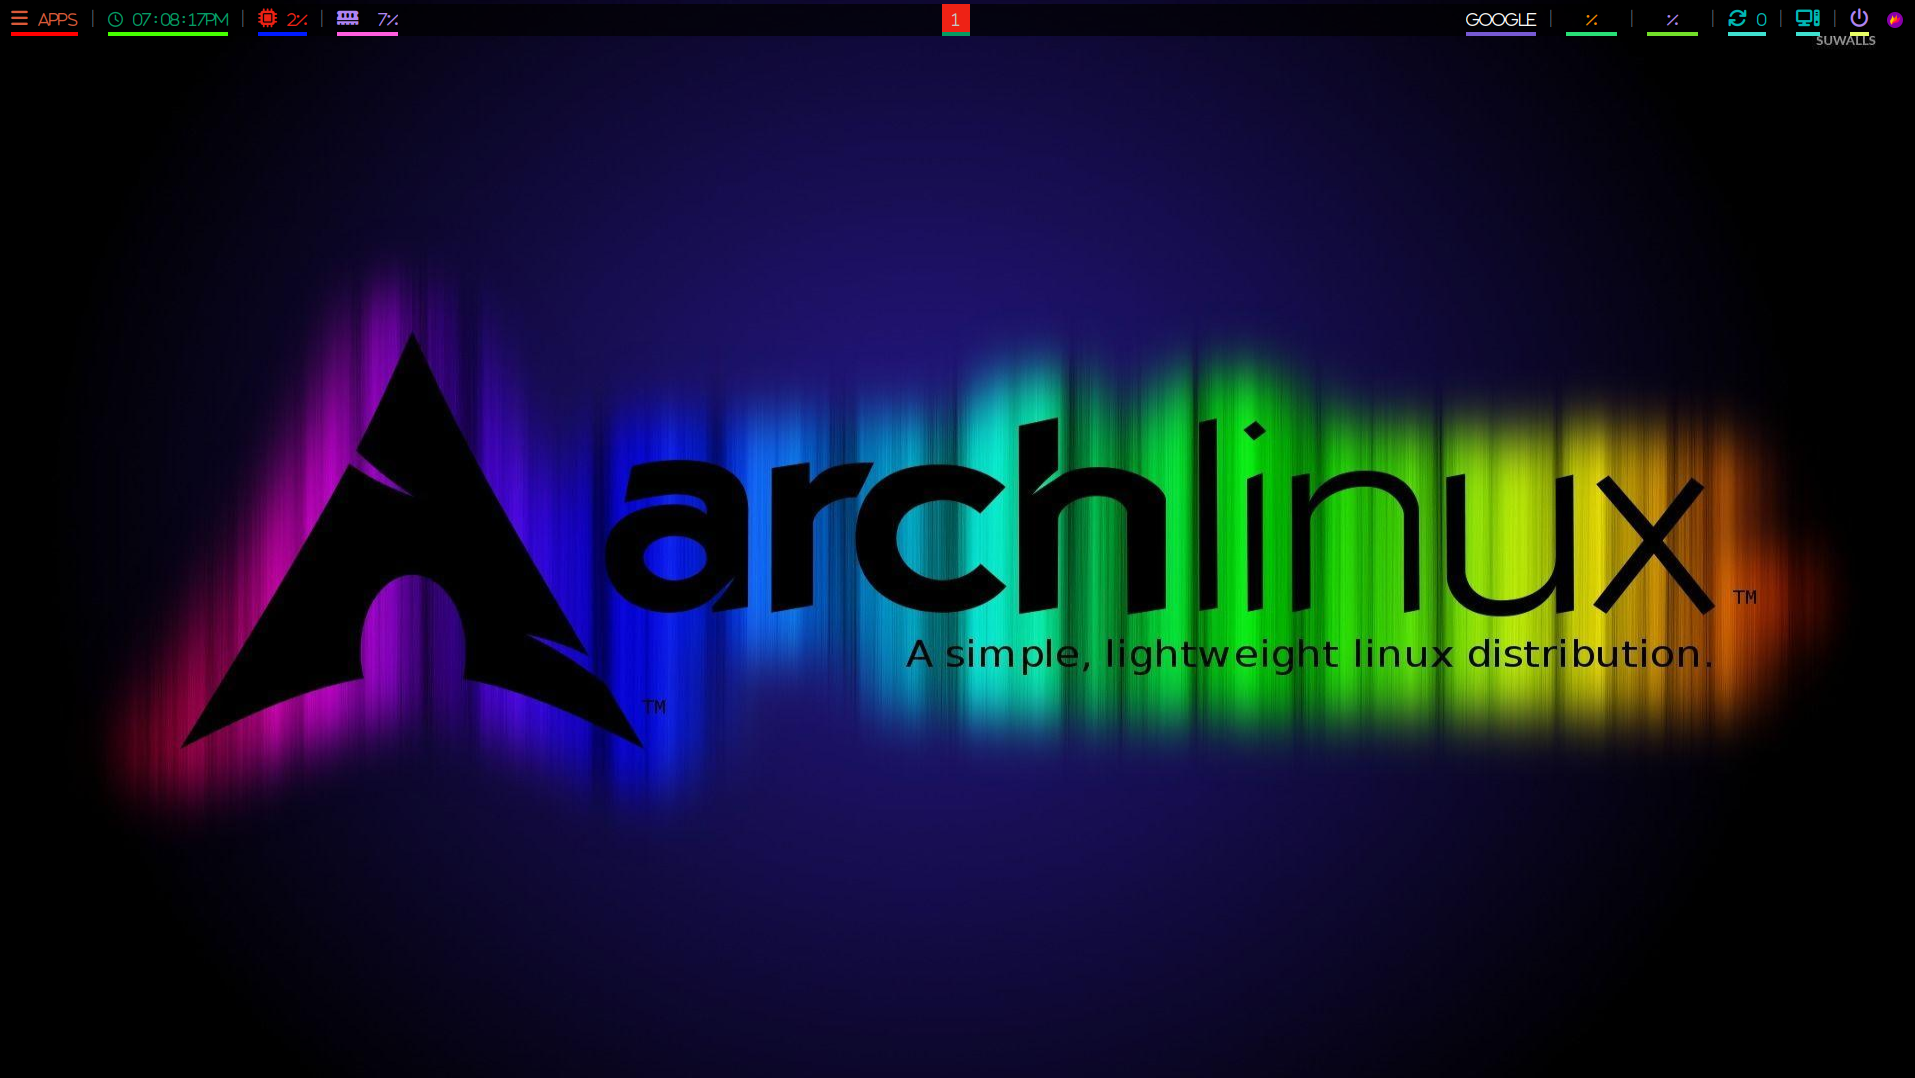 APPS | 07:08:17PM | 2% | 7%
1
GOOGLE | % | % | 0 | |
SUWALLS
archlinux ™
A simple, lightweight linux distribution.
TM